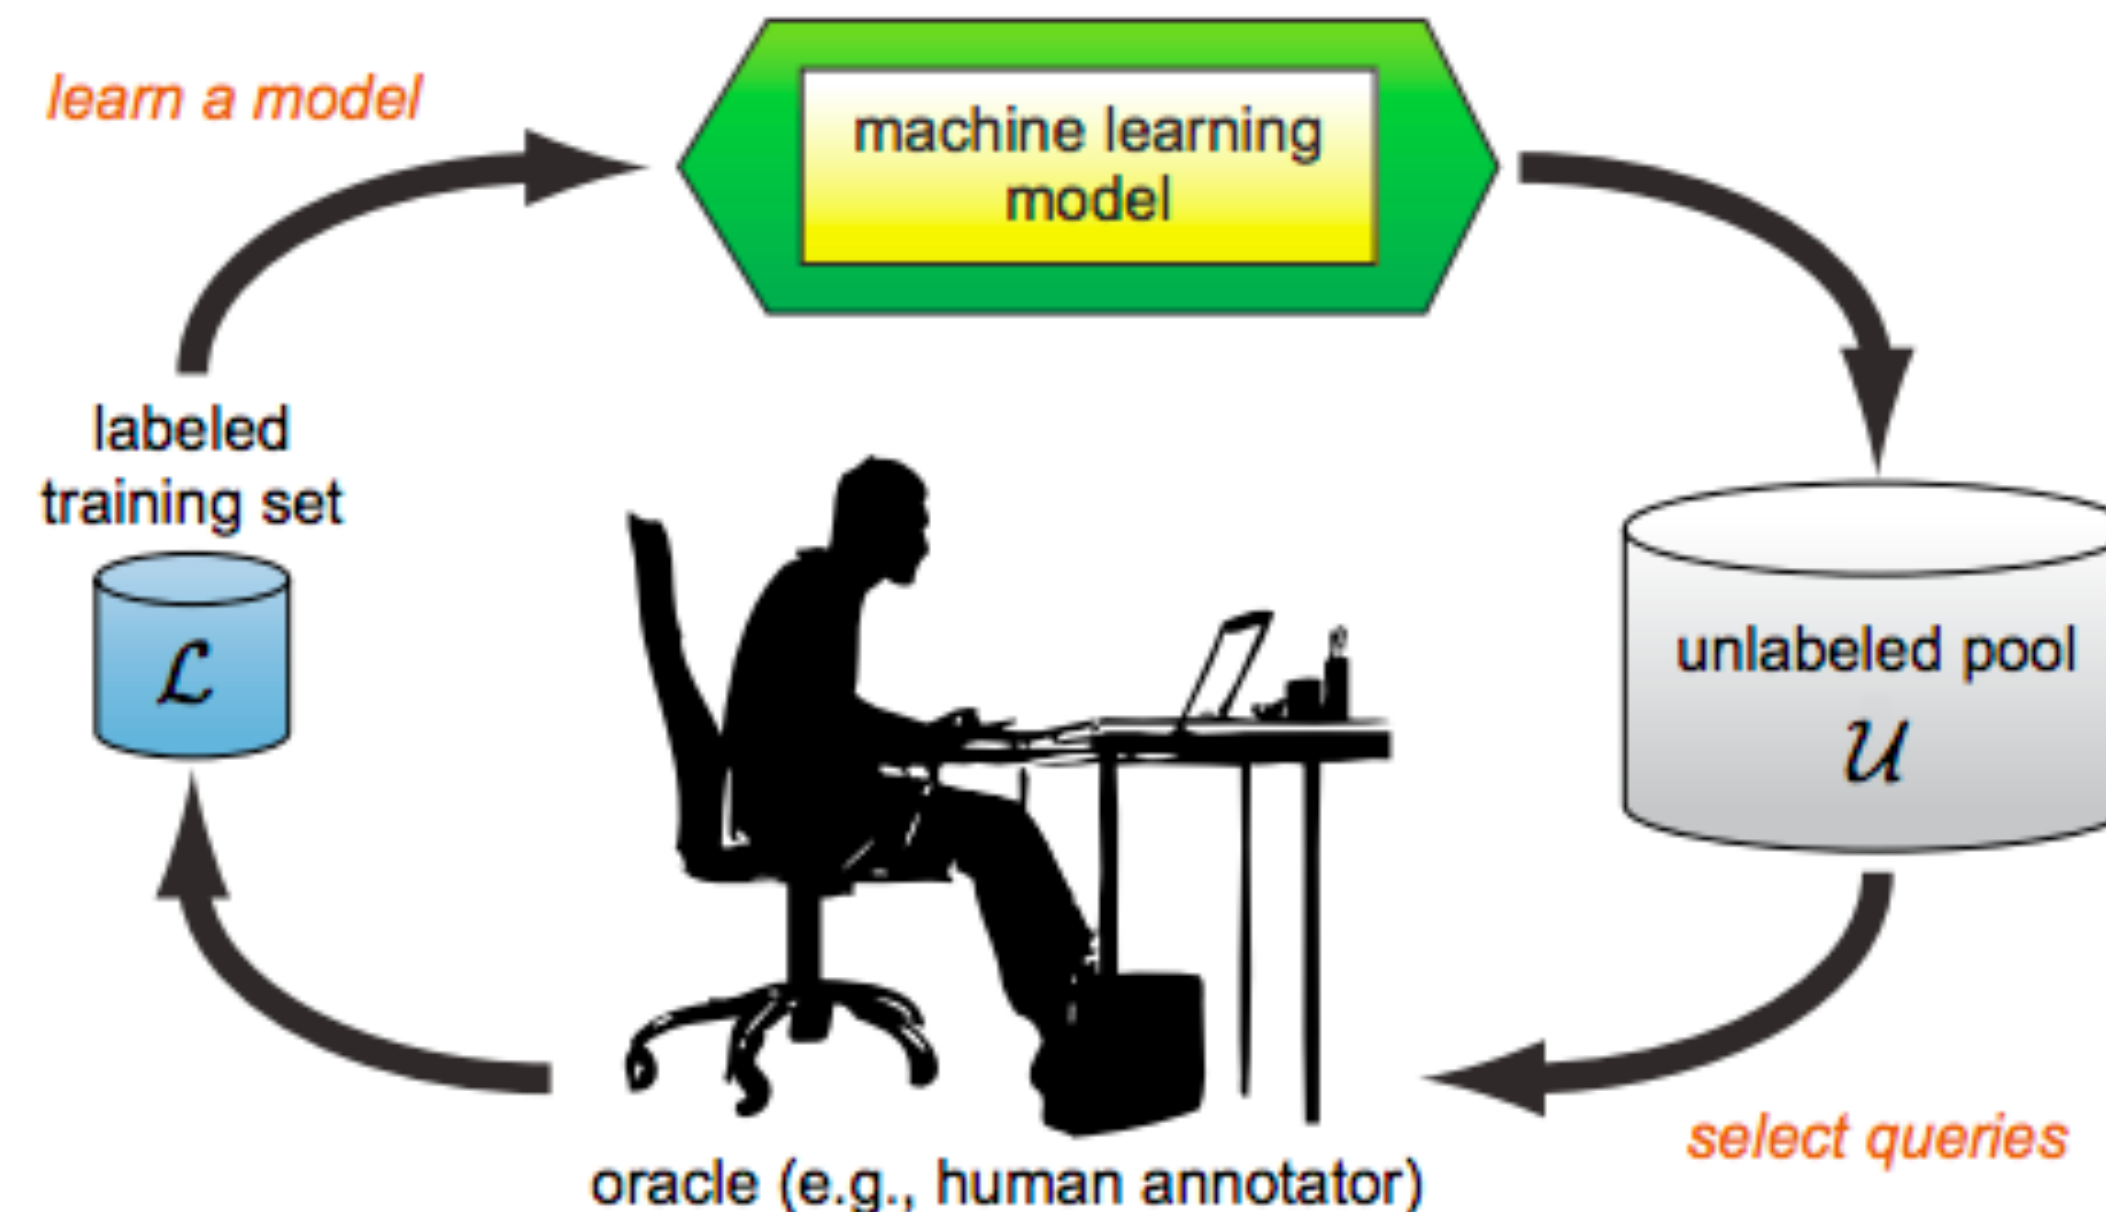 learn a model
machine learning
model
labeled
training set
ℒ
unlabeled pool
𝒰
select queries
oracle (e.g., human annotator)